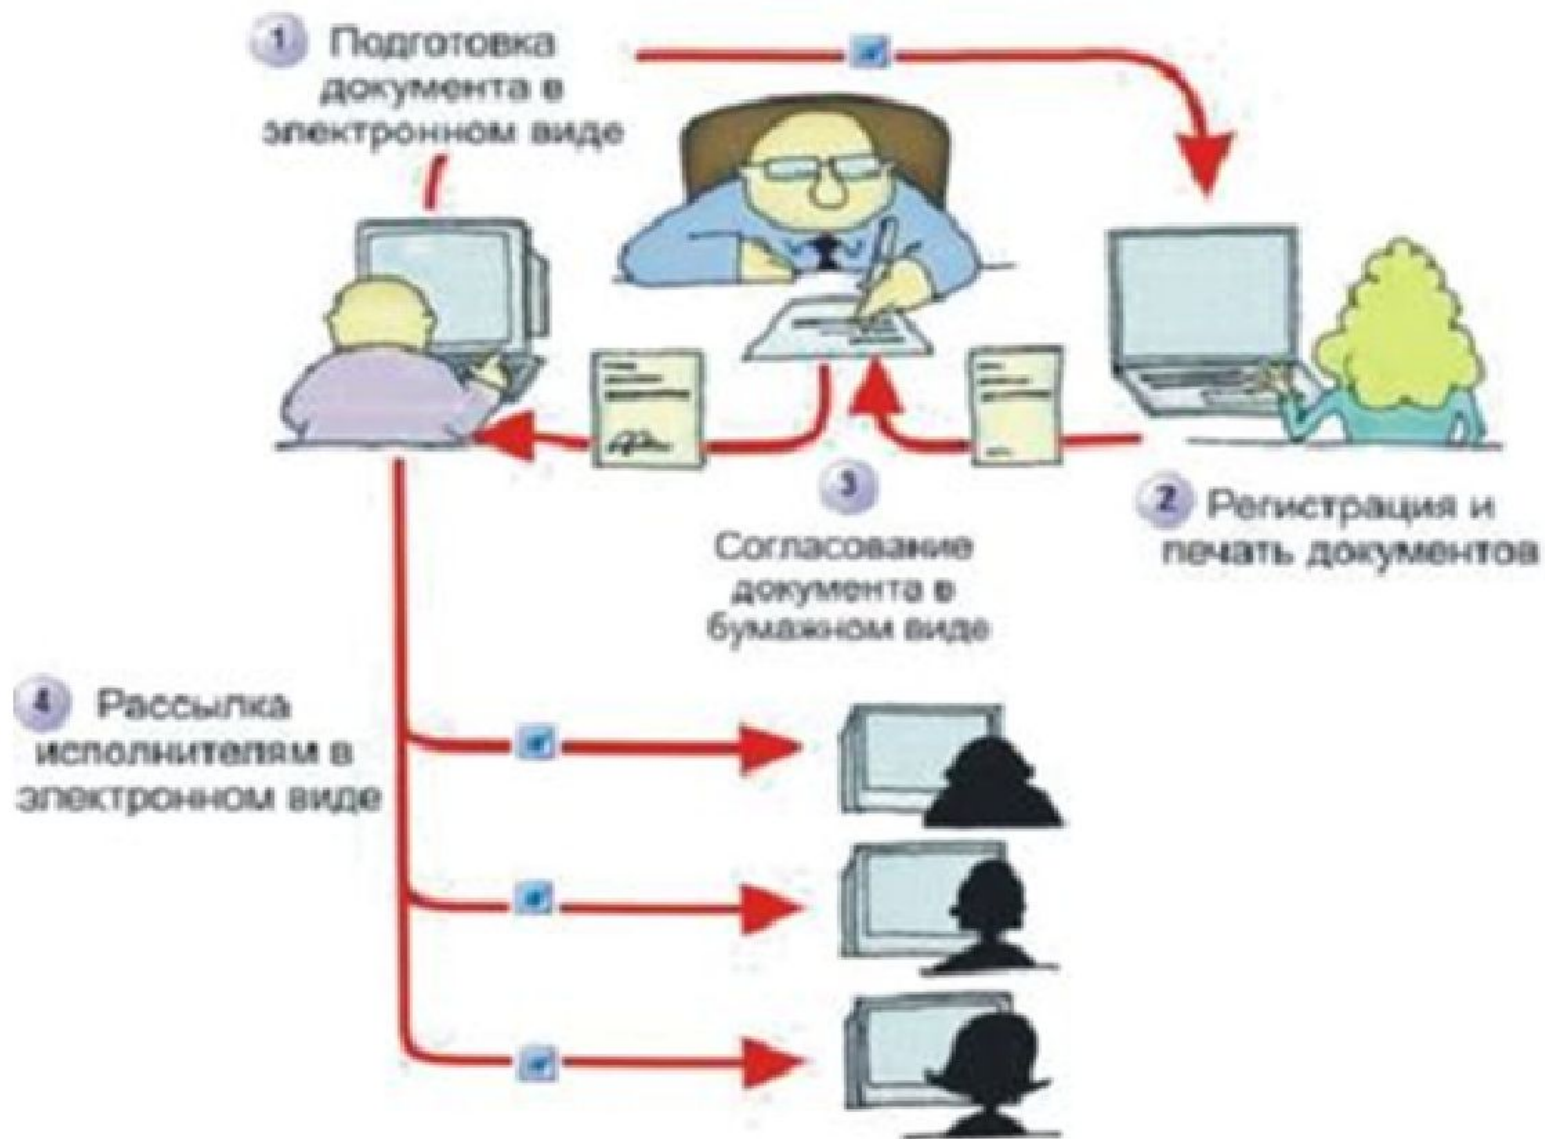 1 Подготовка
документа в
электронном виде
2 Регистрация и
печать документов
3
Согласование
документа в
бумажном виде
4 Рассылка
исполнителям в
электронном виде